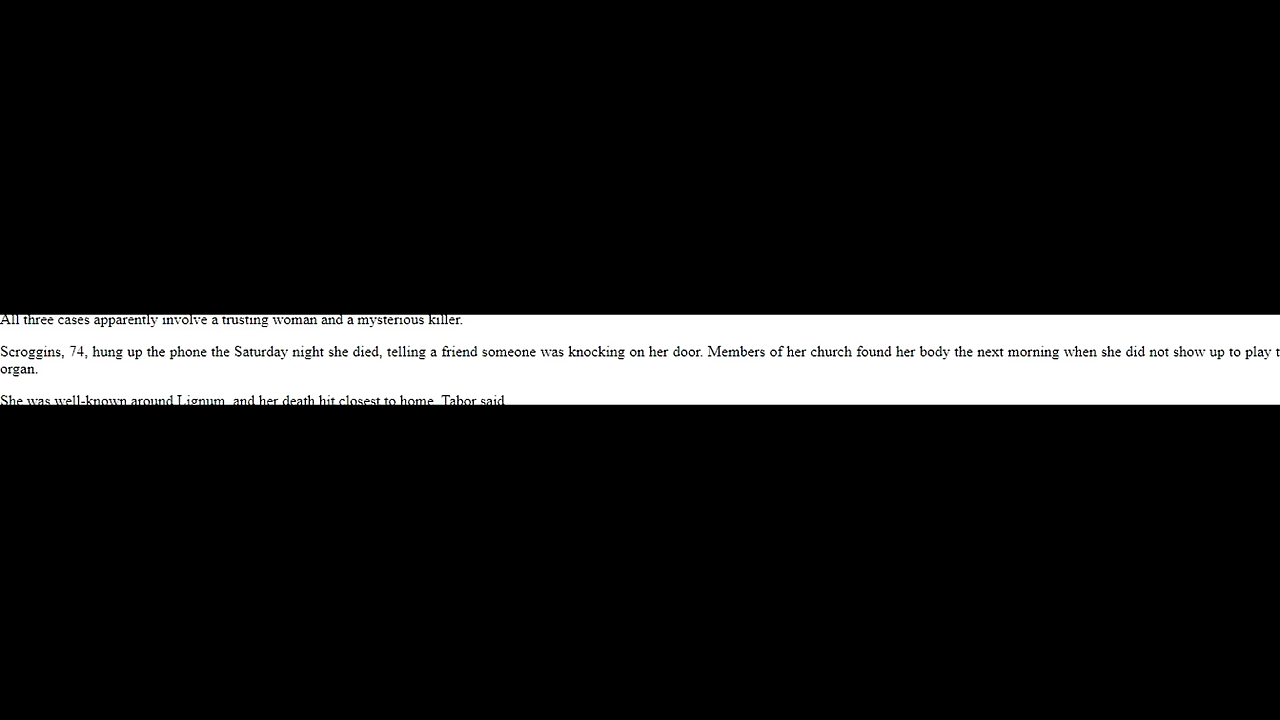 All three cases apparently involve a trusting woman and a mysterious killer.
Scroggins, 74, hung up the phone the Saturday night she died, telling a friend someone was knocking on her door. Members of her church found her body the next morning when she did not show up to play
organ.
She was well-known around Lignum, and her death hit closest to home, Tabor said